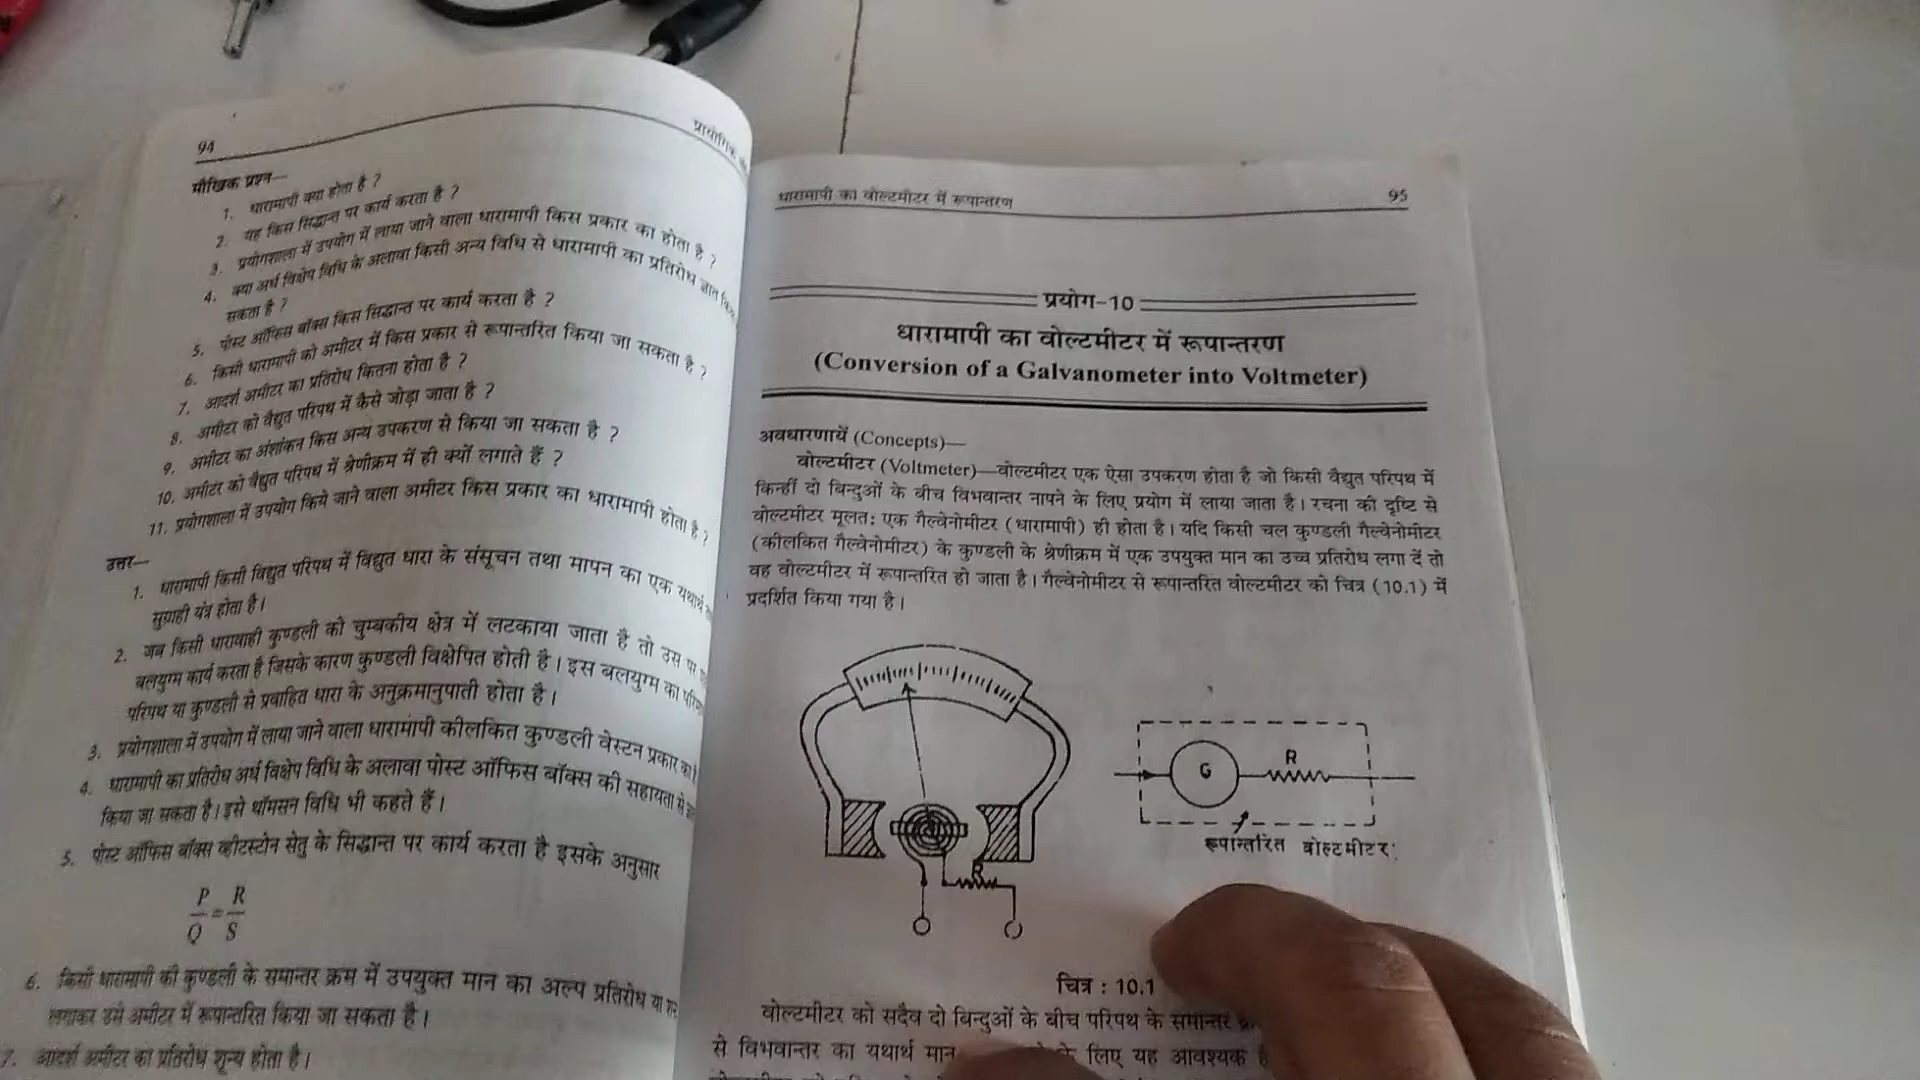 94
प्रायोगिक
मौखिक प्रश्न—
1. धारामापी क्या होता है ?
2. यह किस सिद्धान्त पर कार्य करता है ?
3. प्रयोगशाला में उपयोग में लाया जाने वाला धारामापी किस प्रकार का होता है ?
4. क्या अर्ध विक्षेप विधि के अलावा किसी अन्य विधि से धारामापी का प्रतिरोध ज्ञात
सकता है ?
5. पोस्ट ऑफिस बॉक्स किस सिद्धान्त पर कार्य करता है ?
6. किसी धारामापी को अमीटर में किस प्रकार से रूपान्तरित किया जा सकता है ?
7. आदर्श अमीटर का प्रतिरोध कितना होता है ?
8. अमीटर को वैद्युत परिपथ में कैसे जोड़ा जाता है ?
9. अमीटर का अंशांकन किस अन्य उपकरण से किया जा सकता है ?
10. अमीटर को वैद्युत परिपथ में श्रेणीक्रम में ही क्यों लगाते हैं ?
11. प्रयोगशाला में उपयोग किये जाने वाला अमीटर किस प्रकार का धारामापी होता है ?
उत्तर—
1. धारामापी किसी विद्युत परिपथ में विद्युत धारा के संसूचन तथा मापन का एक यथार्थ
सुग्राही यंत्र होता है।
2. जब किसी धारावाही कुण्डली को चुम्बकीय क्षेत्र में लटकाया जाता है तो उस पर
बलयुग्म कार्य करता है जिसके कारण कुण्डली विक्षेपित होती है। इस बलयुग्म का
परिपथ या कुण्डली से प्रवाहित धारा के अनुक्रमानुपाती होता है।
3. प्रयोगशाला में उपयोग में लाया जाने वाला धारामापी कीलकित कुण्डली वेस्टन प्रकार का
4. धारामापी का प्रतिरोध अर्ध विक्षेप विधि के अलावा पोस्ट ऑफिस बॉक्स की सहायता से
किया जा सकता है। इसे थॉमसन विधि भी कहते हैं।
5. पोस्ट ऑफिस बॉक्स व्हीटस्टोन सेतु के सिद्धान्त पर कार्य करता है इसके अनुसार
P/Q = R/S
6. किसी धारामापी की कुण्डली के समान्तर क्रम में उपयुक्त मान का अल्प प्रतिरोध या
लगाकर उसे अमीटर में रूपान्तरित किया जा सकता है।
7. आदर्श अमीटर का प्रतिरोध शून्य होता है।
धारामापी का वोल्टमीटर में रूपान्तरण 95
प्रयोग-10
धारामापी का वोल्टमीटर में रूपान्तरण
(Conversion of a Galvanometer into Voltmeter)
अवधारणायें (Concepts)—
वोल्टमीटर (Voltmeter)—वोल्टमीटर एक ऐसा उपकरण होता है जो किसी वैद्युत परिपथ में
किन्हीं दो बिन्दुओं के बीच विभवान्तर नापने के लिए प्रयोग में लाया जाता है। रचना की दृष्टि से
वोल्टमीटर मूलतः एक गैल्वेनोमीटर (धारामापी) ही होता है। यदि किसी चल कुण्डली गैल्वेनोमीटर
(कीलकित गैल्वेनोमीटर) के कुण्डली के श्रेणीक्रम में एक उपयुक्त मान का उच्च प्रतिरोध लगा दें तो
वह वोल्टमीटर में रूपान्तरित हो जाता है। गैल्वेनोमीटर से रूपान्तरित वोल्टमीटर को चित्र (10.1) में
प्रदर्शित किया गया है।
G
R
रूपान्तरित वोल्टमीटर
R
चित्र : 10.1
वोल्टमीटर को सदैव दो बिन्दुओं के बीच परिपथ के समान्तर
से विभवान्तर का यथार्थ मान के लिए यह आवश्यक